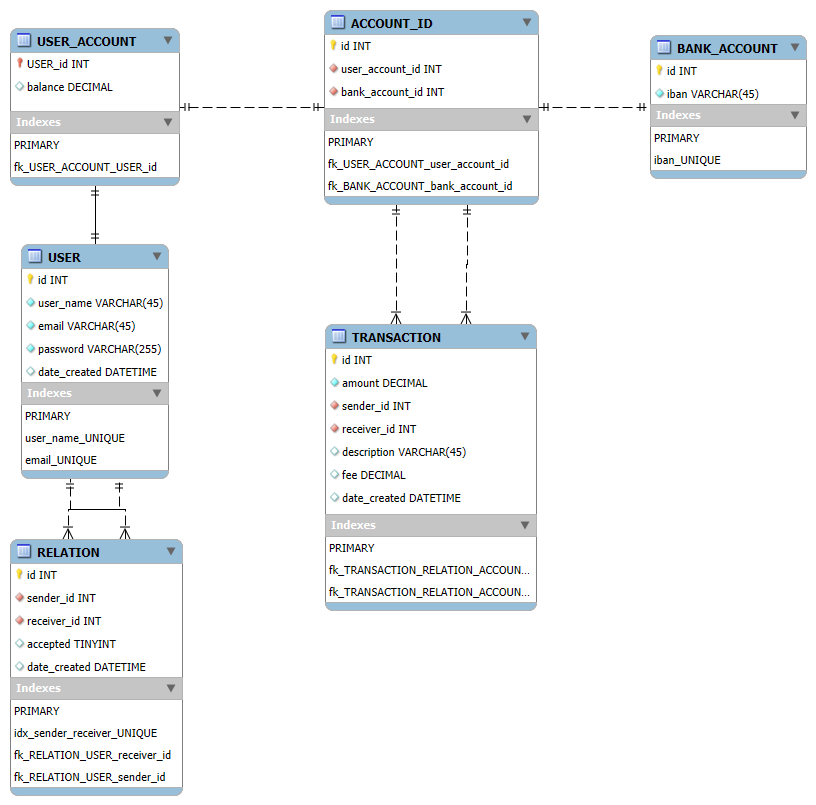 USER_ACCOUNT
USER_id INT
balance DECIMAL
Indexes
PRIMARY
fk_USER_ACCOUNT_USER_id
ACCOUNT_ID
id INT
user_account_id INT
bank_account_id INT
Indexes
PRIMARY
fk_USER_ACCOUNT_user_account_id
fk_BANK_ACCOUNT_bank_account_id
BANK_ACCOUNT
id INT
iban VARCHAR(45)
Indexes
PRIMARY
iban_UNIQUE
USER
id INT
user_name VARCHAR(45)
email VARCHAR(45)
password VARCHAR(255)
date_created DATETIME
Indexes
PRIMARY
user_name_UNIQUE
email_UNIQUE
TRANSACTION
id INT
amount DECIMAL
sender_id INT
receiver_id INT
description VARCHAR(45)
fee DECIMAL
date_created DATETIME
Indexes
PRIMARY
fk_TRANSACTION_RELATION_ACCOUN...
fk_TRANSACTION_RELATION_ACCOUN...
RELATION
id INT
sender_id INT
receiver_id INT
accepted TINYINT
date_created DATETIME
Indexes
PRIMARY
idx_sender_receiver_UNIQUE
fk_RELATION_USER_receiver_id
fk_RELATION_USER_sender_id